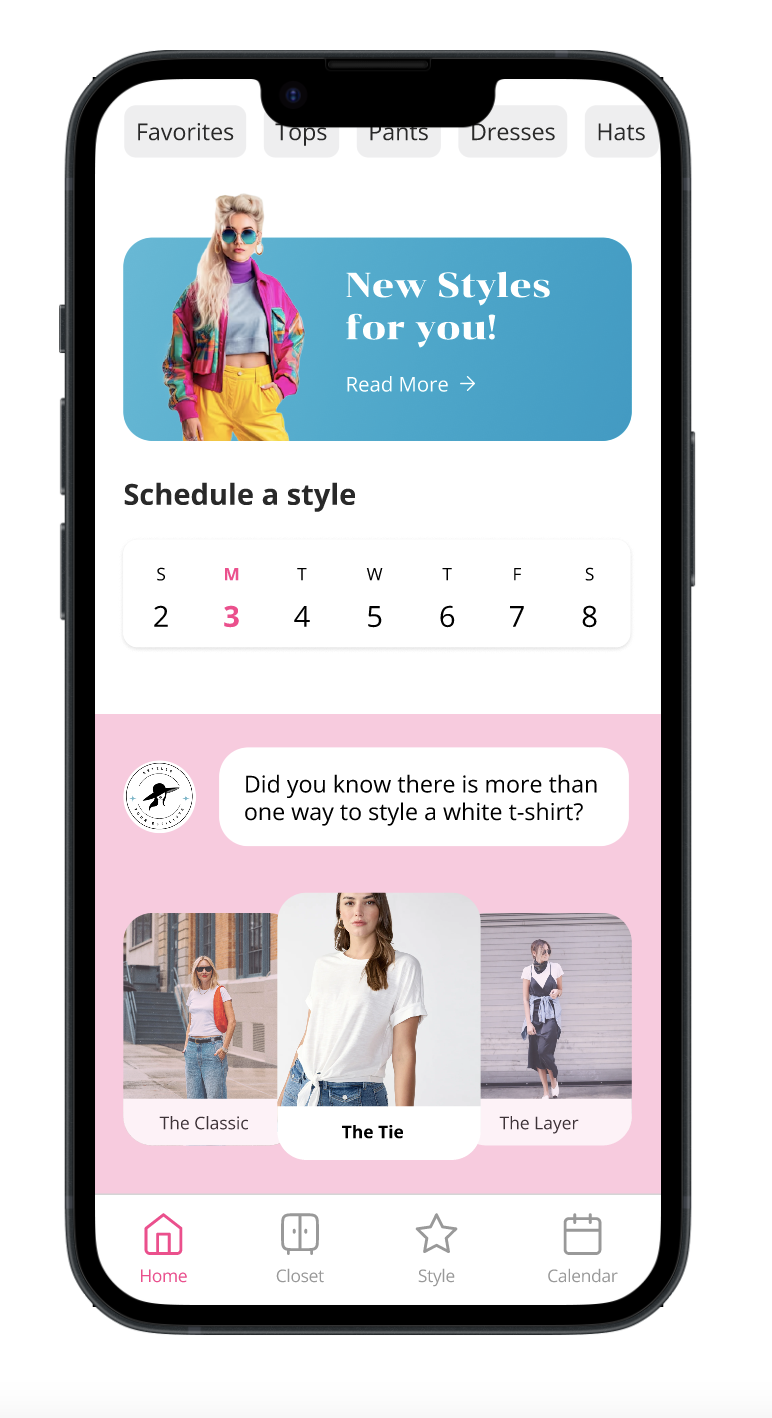 Favorites Tops Pants Dresses Hats
New Styles
for you!
Read More →
Schedule a style
S M T W T F S
2 3 4 5 6 7 8
Did you know there is more than
one way to style a white t-shirt?
The Classic The Tie The Layer
Home Closet Style Calendar